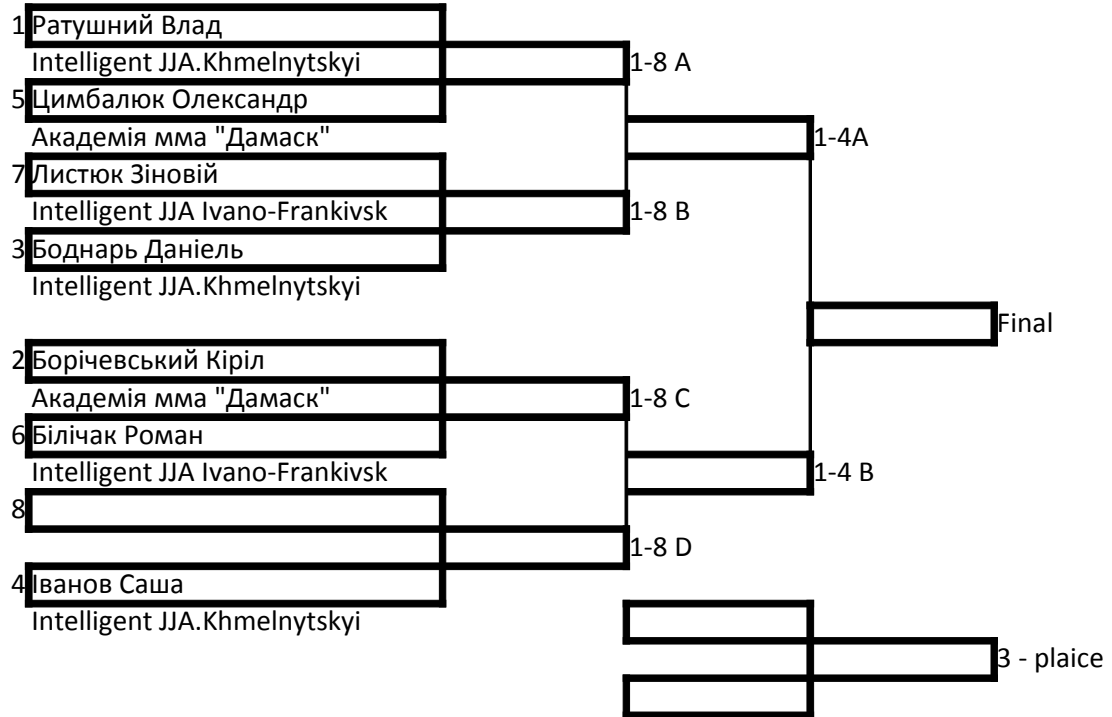 1 Ратушний Влад
Intelligent JJA.Khmelnytskyi 1-8 A
5 Цимбалюк Олександр
Академія мма "Дамаск" 1-4A
7 Листюк Зіновій
Intelligent JJA Ivano-Frankivsk 1-8 B
3 Боднарь Даніель
Intelligent JJA.Khmelnytskyi
Final
2 Борічевський Кіріл
Академія мма "Дамаск" 1-8 C
6 Білічак Роман
Intelligent JJA Ivano-Frankivsk 1-4 B
8
1-8 D
4 Іванов Саша
Intelligent JJA.Khmelnytskyi
3 - plaice